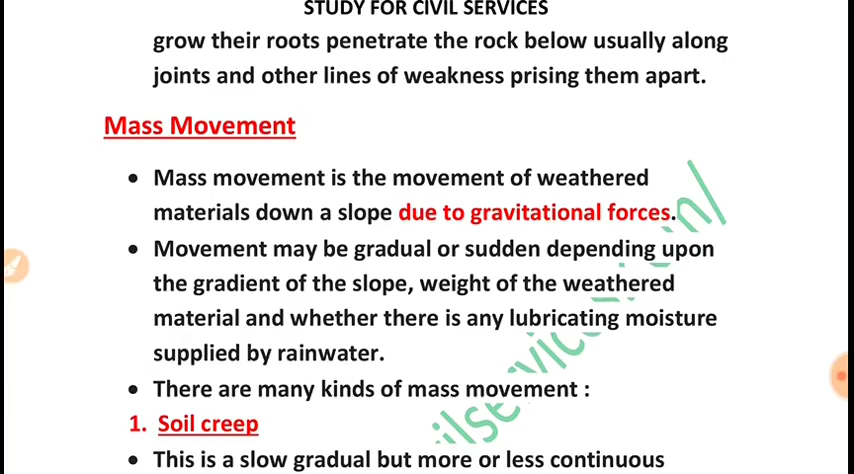 STUDY FOR CIVIL SERVICES
grow their roots penetrate the rock below usually along
joints and other lines of weakness prising them apart.
Mass Movement
• Mass movement is the movement of weathered
materials down a slope due to gravitational forces.
• Movement may be gradual or sudden depending upon
the gradient of the slope, weight of the weathered
material and whether there is any lubricating moisture
supplied by rainwater.
• There are many kinds of mass movement :
1. Soil creep
• This is a slow gradual but more or less continuous